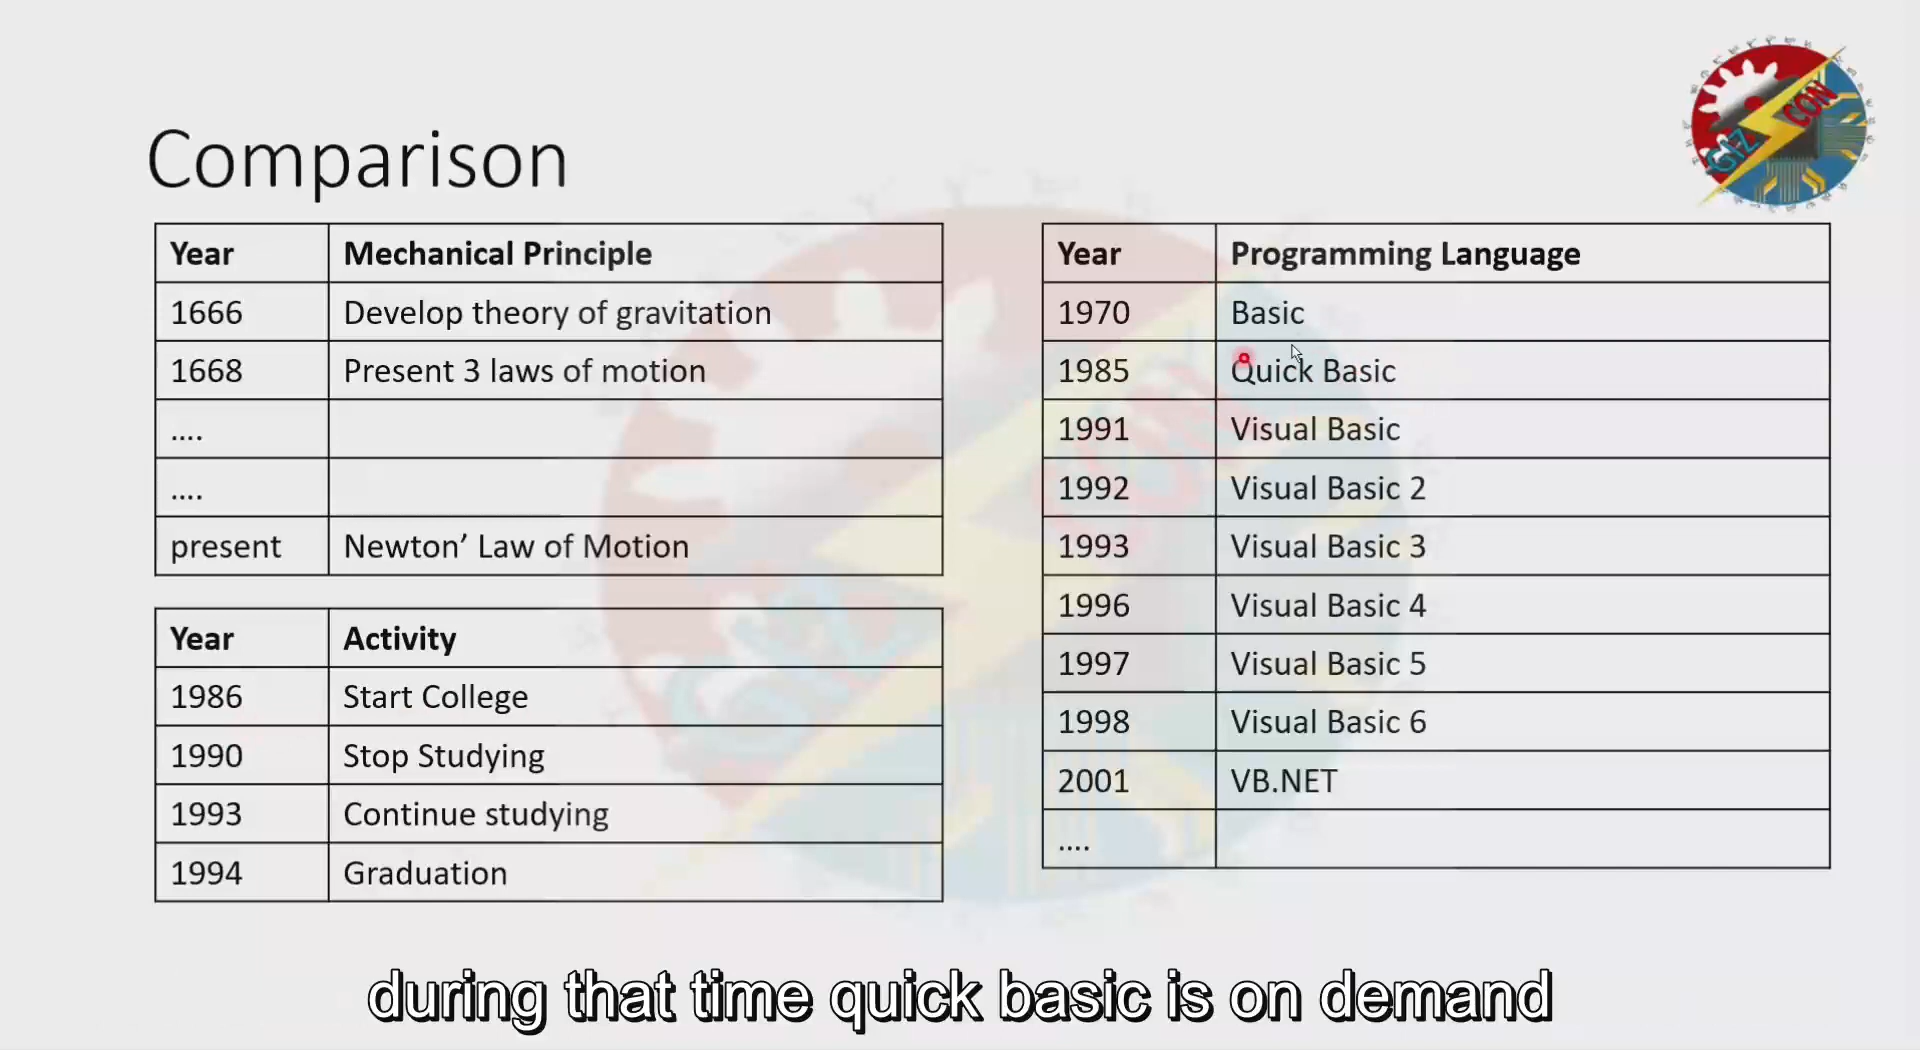 Comparison
GIZ CON
Year Mechanical Principle
1666 Develop theory of gravitation
1668 Present 3 laws of motion
....
....
present Newton’ Law of Motion
Year Activity
1986 Start College
1990 Stop Studying
1993 Continue studying
1994 Graduation
Year Programming Language
1970 Basic
1985 Quick Basic
1991 Visual Basic
1992 Visual Basic 2
1993 Visual Basic 3
1996 Visual Basic 4
1997 Visual Basic 5
1998 Visual Basic 6
2001 VB.NET
....
during that time quick basic is on demand